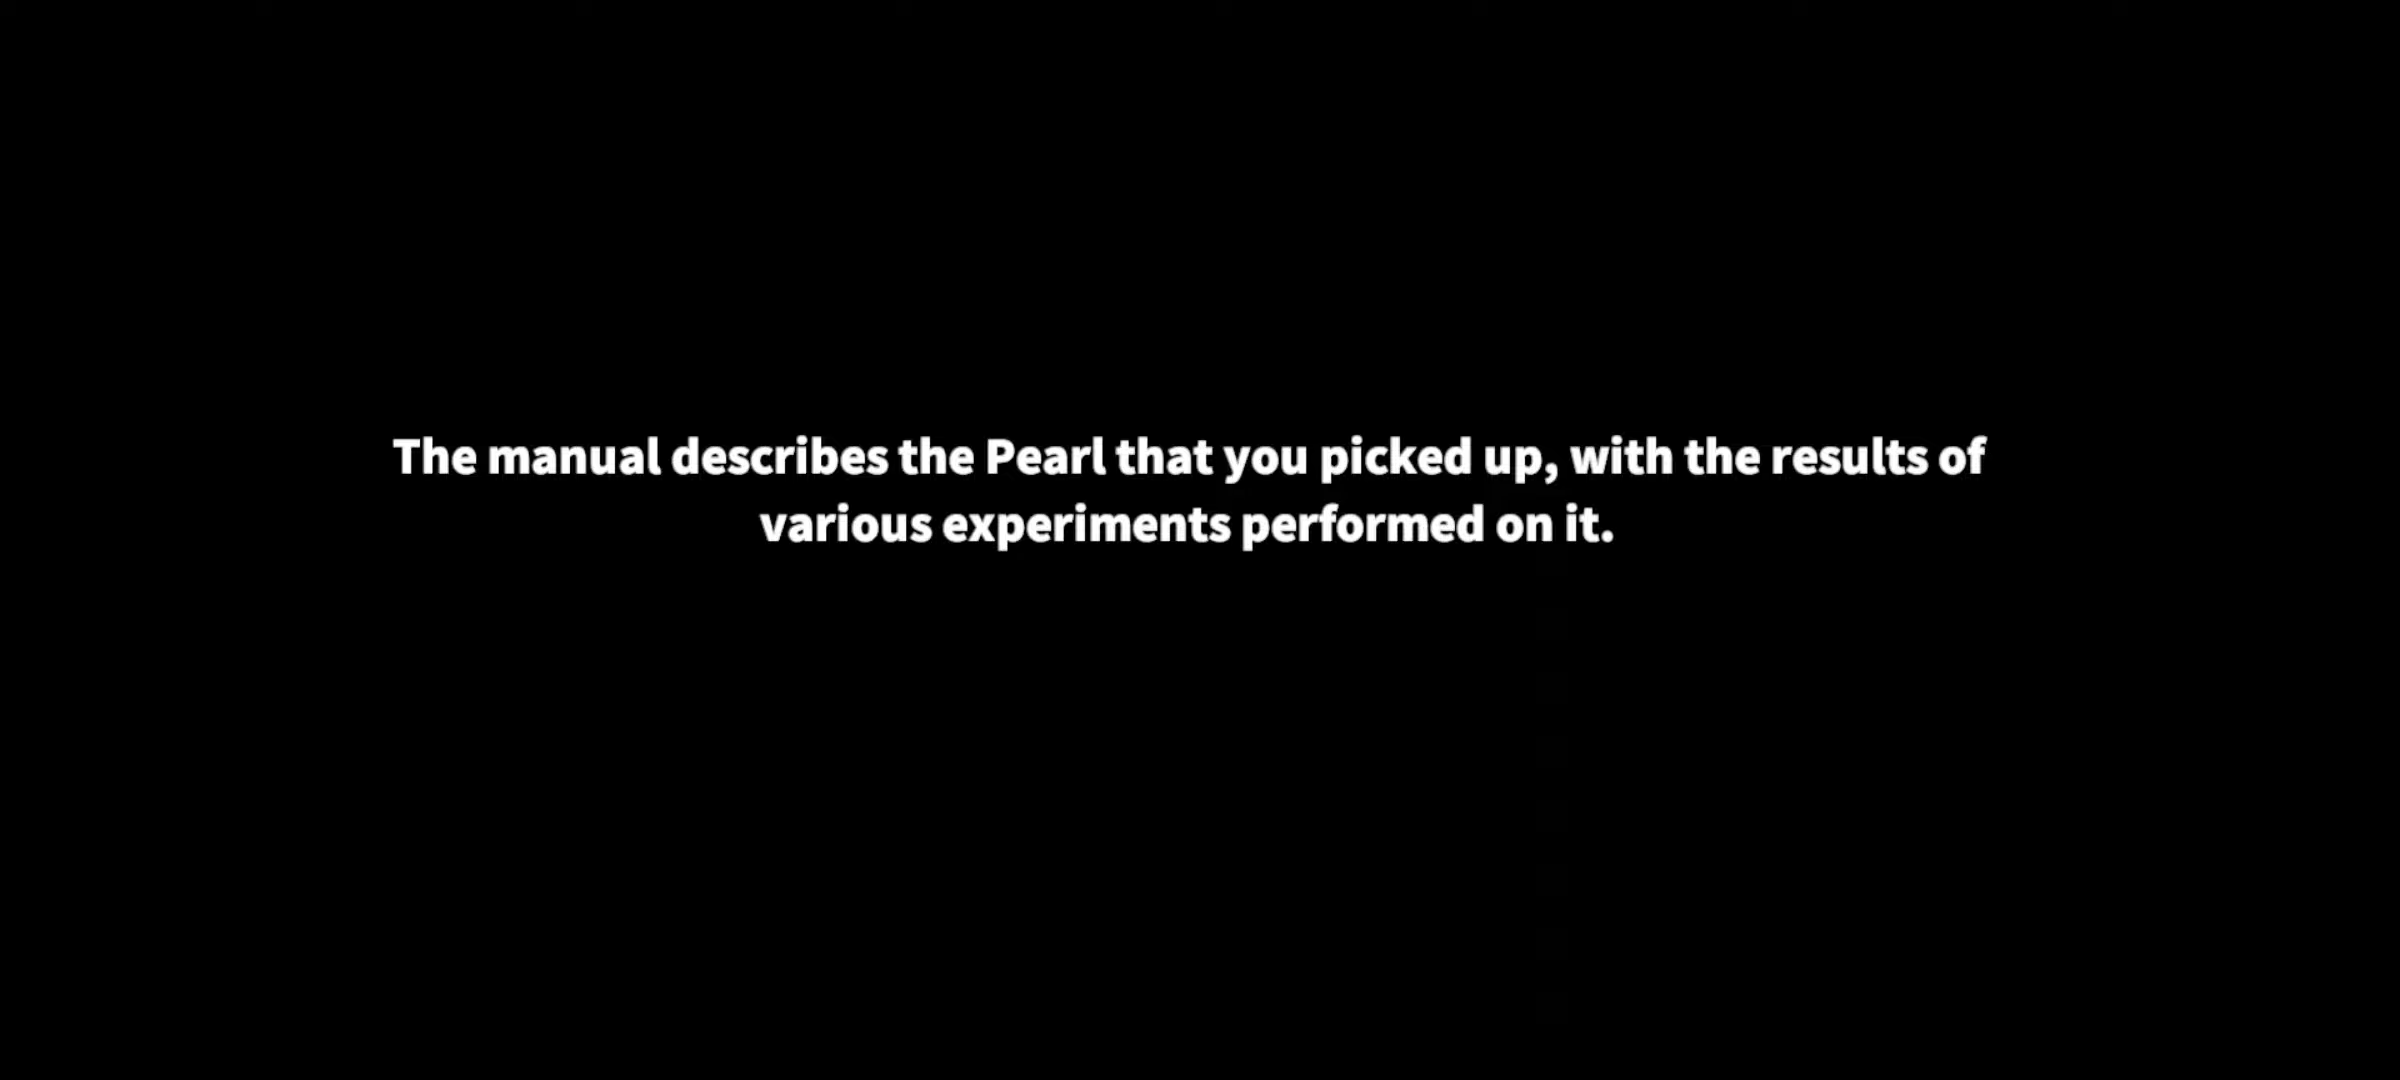 The manual describes the Pearl that you picked up, with the results of
various experiments performed on it.